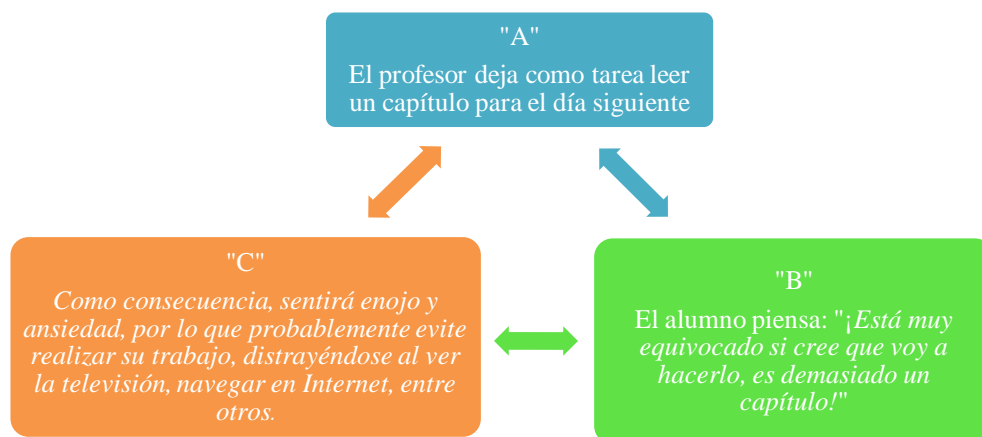 "A"
El profesor deja como tarea leer
un capítulo para el día siguiente
"C"
Como consecuencia, sentirá enojo y
ansiedad, por lo que probablemente evite
realizar su trabajo, distrayéndose al ver
la televisión, navegar en Internet, entre
otros.
"B"
El alumno piensa: "¡Está muy
equivocado si cree que voy a
hacerlo, es demasiado un
capítulo!"